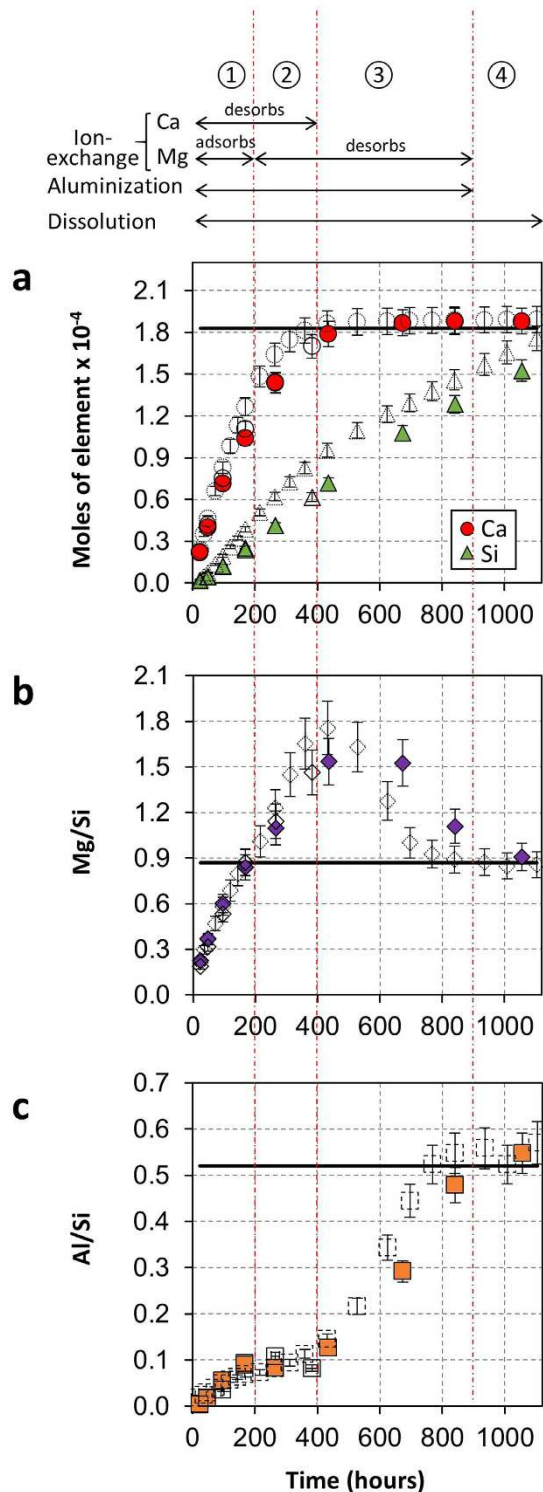 ① ② ③ ④
desorbs
Ca
Ion-
exchange
adsorbs
desorbs
Mg
Aluminization
Dissolution
a
2.1
1.8
1.5
1.2
0.9
0.6
0.3
0.0
Moles of element x 10-4
Ca
Si
0 200 400 600 800 1000
b
2.1
1.8
1.5
1.2
0.9
0.6
0.3
0.0
Mg/Si
0 200 400 600 800 1000
c
0.7
0.6
0.5
0.4
0.3
0.2
0.1
0.0
Al/Si
0 200 400 600 800 1000
Time (hours)